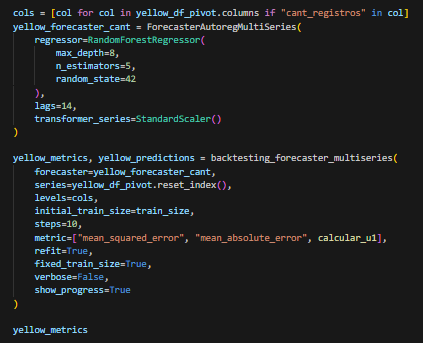 cols = [col for col in yellow_df_pivot.columns if "cant_registros" in col]
yellow_forecaster_cant = ForecasterAutoregMultiSeries(
    regressor=RandomForestRegressor(
        max_depth=8,
        n_estimators=5,
        random_state=42
    ),
    lags=14,
    transformer_series=StandardScaler()
)

yellow_metrics, yellow_predictions = backtesting_forecaster_multiseries(
    forecaster=yellow_forecaster_cant,
    series=yellow_df_pivot.reset_index(),
    levels=cols,
    initial_train_size=train_size,
    steps=10,
    metric=["mean_squared_error", "mean_absolute_error", calcular_u1],
    refit=True,
    fixed_train_size=True,
    verbose=False,
    show_progress=True
)

yellow_metrics